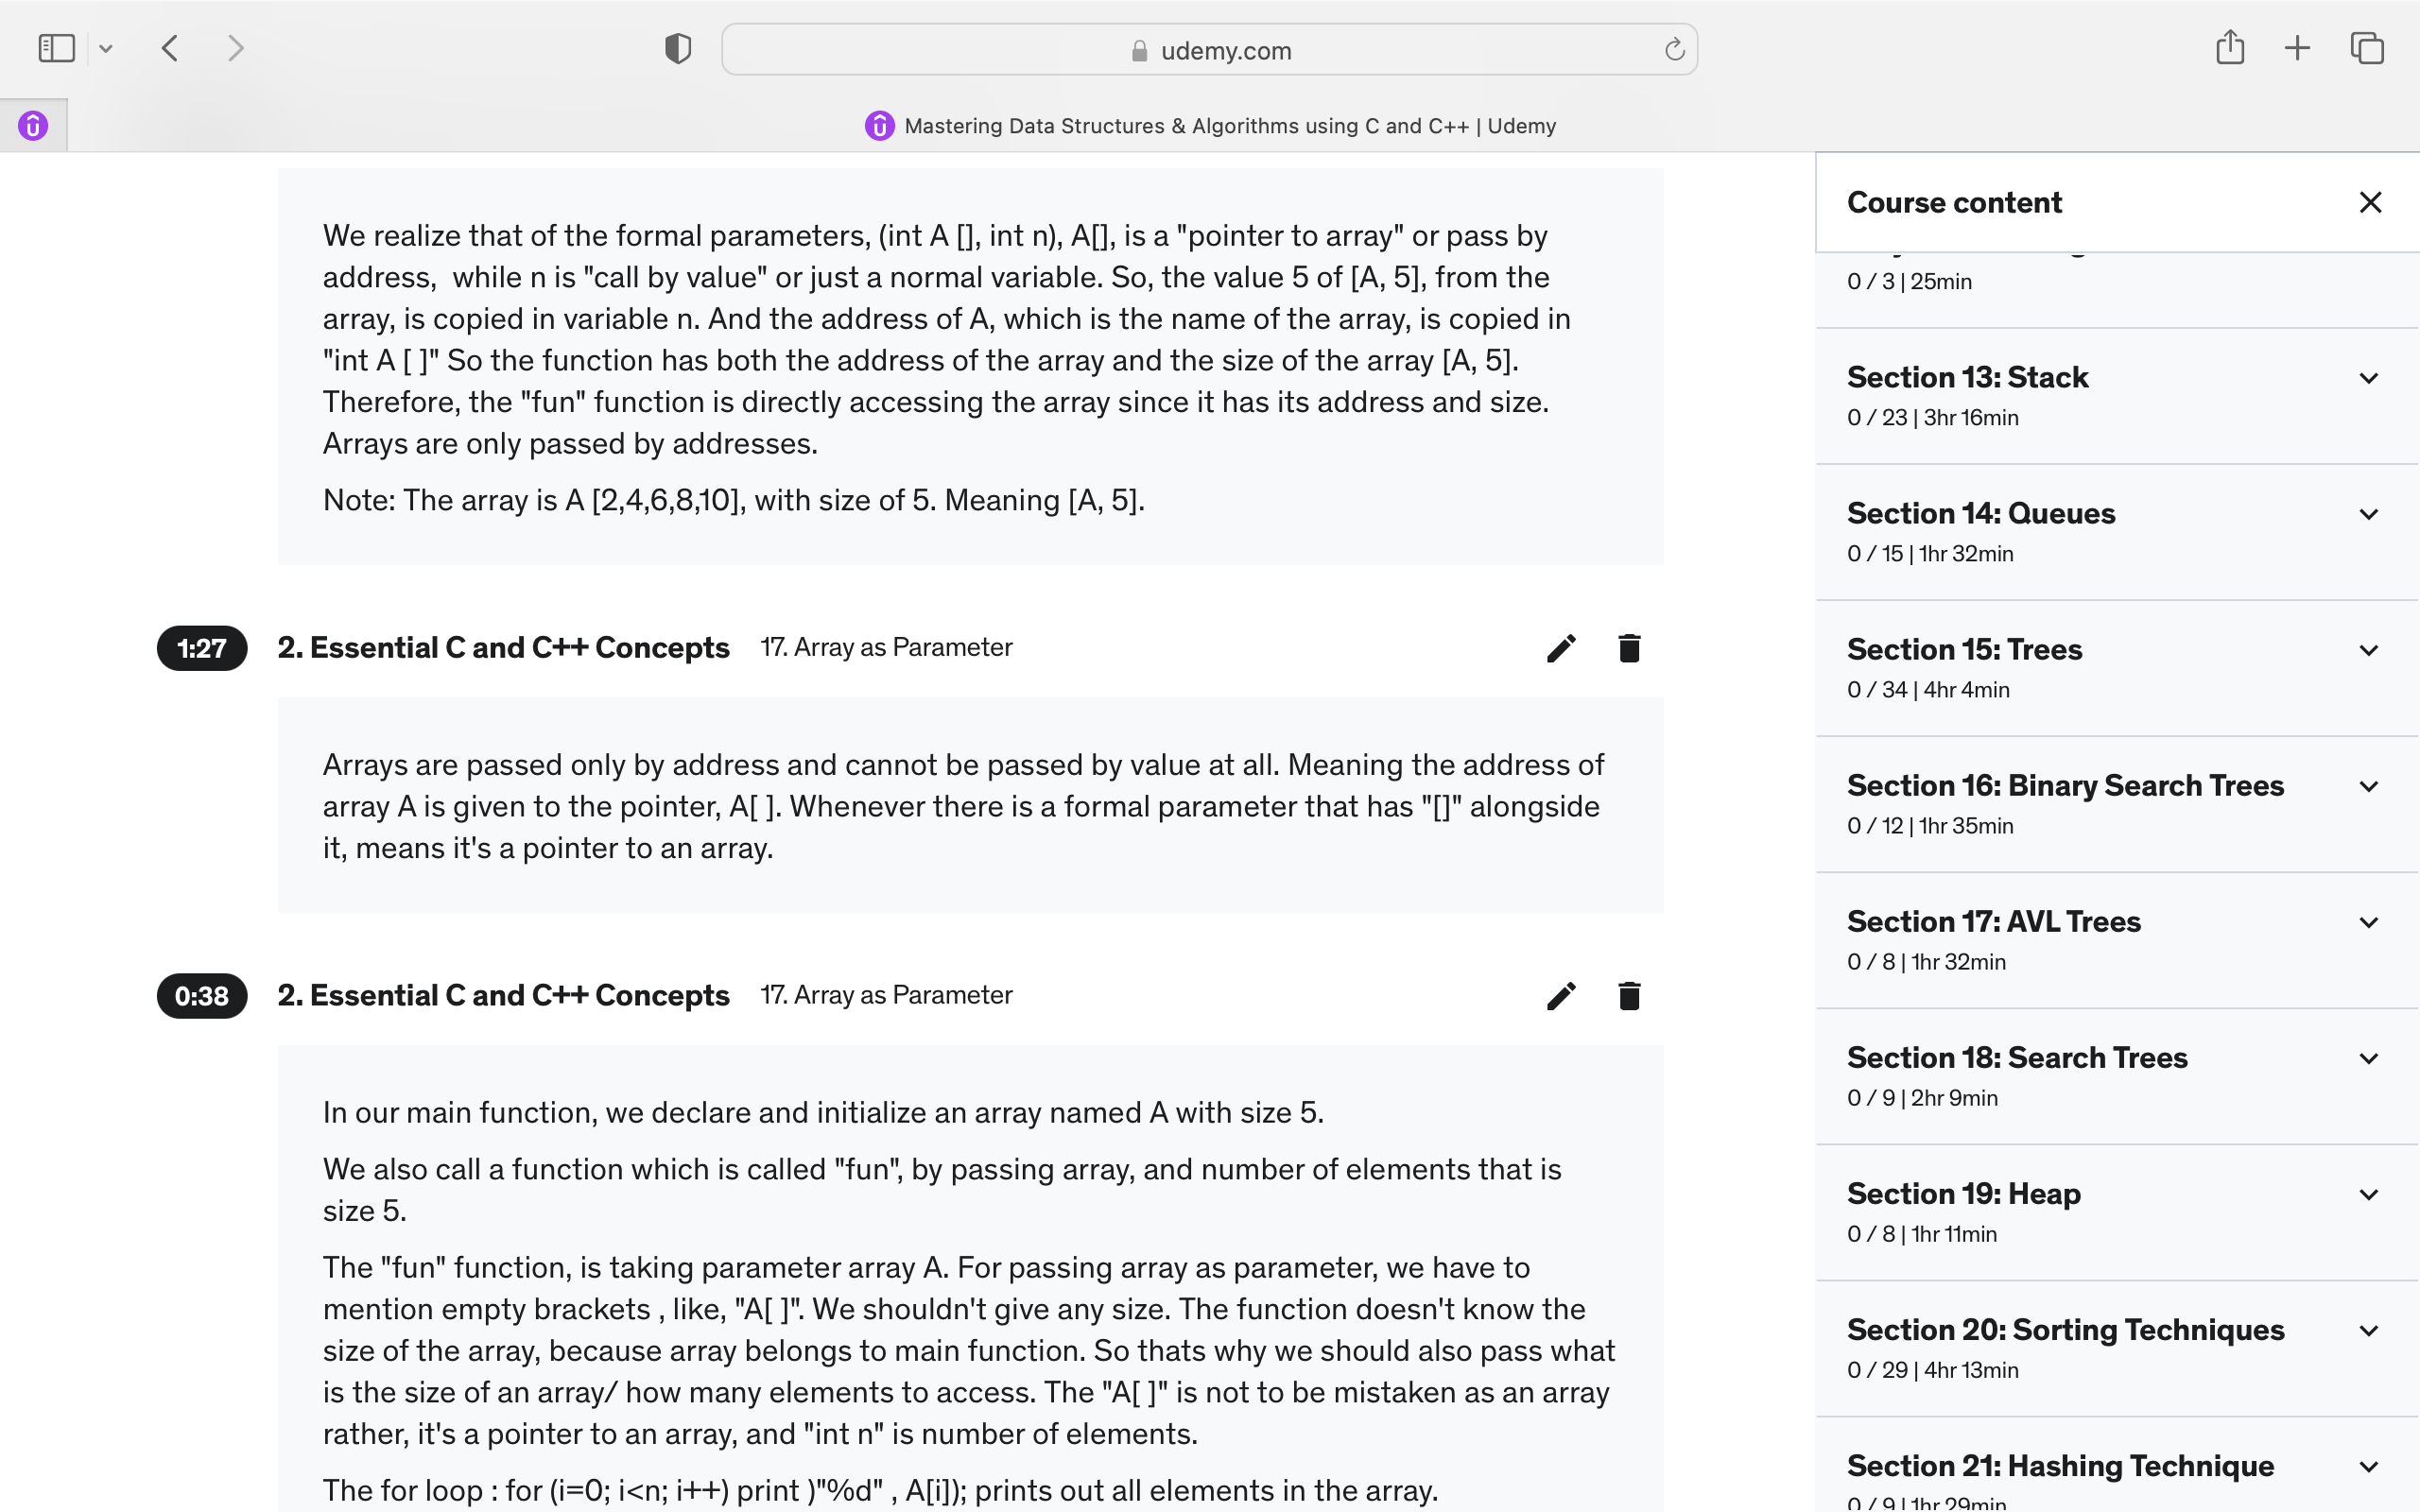 udemy.com
Mastering Data Structures & Algorithms using C and C++ | Udemy
We realize that of the formal parameters, (int A [], int n), A[], is a "pointer to array" or pass by
address,  while n is "call by value" or just a normal variable. So, the value 5 of [A, 5], from the
array, is copied in variable n. And the address of A, which is the name of the array, is copied in
"int A [ ]" So the function has both the address of the array and the size of the array [A, 5].
Therefore, the "fun" function is directly accessing the array since it has its address and size.
Arrays are only passed by addresses.
Note: The array is A [2,4,6,8,10], with size of 5. Meaning [A, 5].
1:27 2. Essential C and C++ Concepts 17. Array as Parameter
Arrays are passed only by address and cannot be passed by value at all. Meaning the address of
array A is given to the pointer, A[ ]. Whenever there is a formal parameter that has "[]" alongside
it, means it's a pointer to an array.
0:38 2. Essential C and C++ Concepts 17. Array as Parameter
In our main function, we declare and initialize an array named A with size 5.
We also call a function which is called "fun", by passing array, and number of elements that is
size 5.
The "fun" function, is taking parameter array A. For passing array as parameter, we have to
mention empty brackets , like, "A[ ]". We shouldn't give any size. The function doesn't know the
size of the array, because array belongs to main function. So thats why we should also pass what
is the size of an array/ how many elements to access. The "A[ ]" is not to be mistaken as an array
rather, it's a pointer to an array, and "int n" is number of elements.
The for loop : for (i=0; i<n; i++) print )"%d" , A[i]); prints out all elements in the array.
Course content
0 / 3 | 25min
Section 13: Stack
0 / 23 | 3hr 16min
Section 14: Queues
0 / 15 | 1hr 32min
Section 15: Trees
0 / 34 | 4hr 4min
Section 16: Binary Search Trees
0 / 12 | 1hr 35min
Section 17: AVL Trees
0 / 8 | 1hr 32min
Section 18: Search Trees
0 / 9 | 2hr 9min
Section 19: Heap
0 / 8 | 1hr 11min
Section 20: Sorting Techniques
0 / 29 | 4hr 13min
Section 21: Hashing Technique
0 / 9 | 1hr 29min